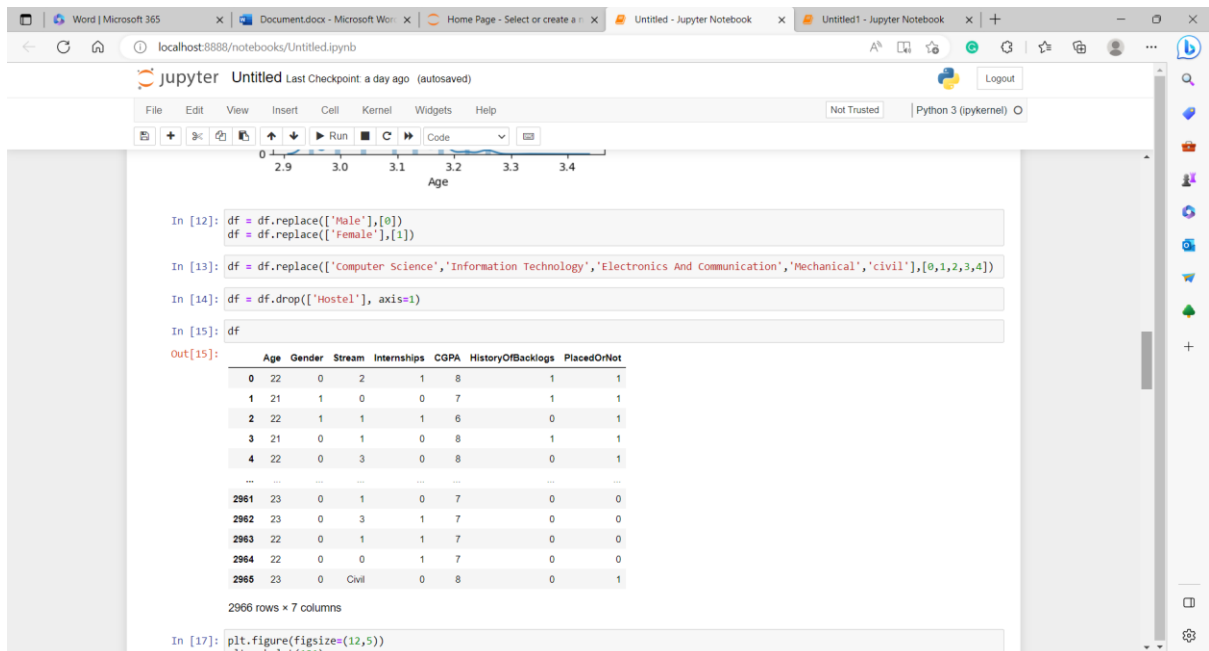 Word | Microsoft 365
Document.docx - Microsoft Wor
Home Page - Select or create a n
Untitled - Jupyter Notebook
Untitled1 - Jupyter Notebook
localhost:8888/notebooks/Untitled.ipynb
jupyter Untitled Last Checkpoint: a day ago (autosaved)
Logout
File Edit View Insert Cell Kernel Widgets Help
Not Trusted Python 3 (ipykernel)
Run Code
0
2.9 3.0 3.1 3.2 3.3 3.4
Age
In [12]: df = df.replace(['Male'],[0])
df = df.replace(['Female'],[1])
In [13]: df = df.replace(['Computer Science','Information Technology','Electronics And Communication','Mechanical','civil'],[0,1,2,3,4])
In [14]: df = df.drop(['Hostel'], axis=1)
In [15]: df
Out[15]:
Age Gender Stream Internships CGPA HistoryOfBacklogs PlacedOrNot
0 22 0 2 1 8 1 1
1 21 1 0 0 7 1 1
2 22 1 1 1 6 0 1
3 21 0 1 0 8 1 1
4 22 0 3 0 8 0 1
... ... ... ... ... ... ... ...
2961 23 0 1 0 7 0 0
2962 23 0 3 1 7 0 0
2963 22 0 1 1 7 0 0
2964 22 0 0 1 7 0 0
2965 23 0 Civil 0 8 0 1
2966 rows × 7 columns
In [17]: plt.figure(figsize=(12,5))